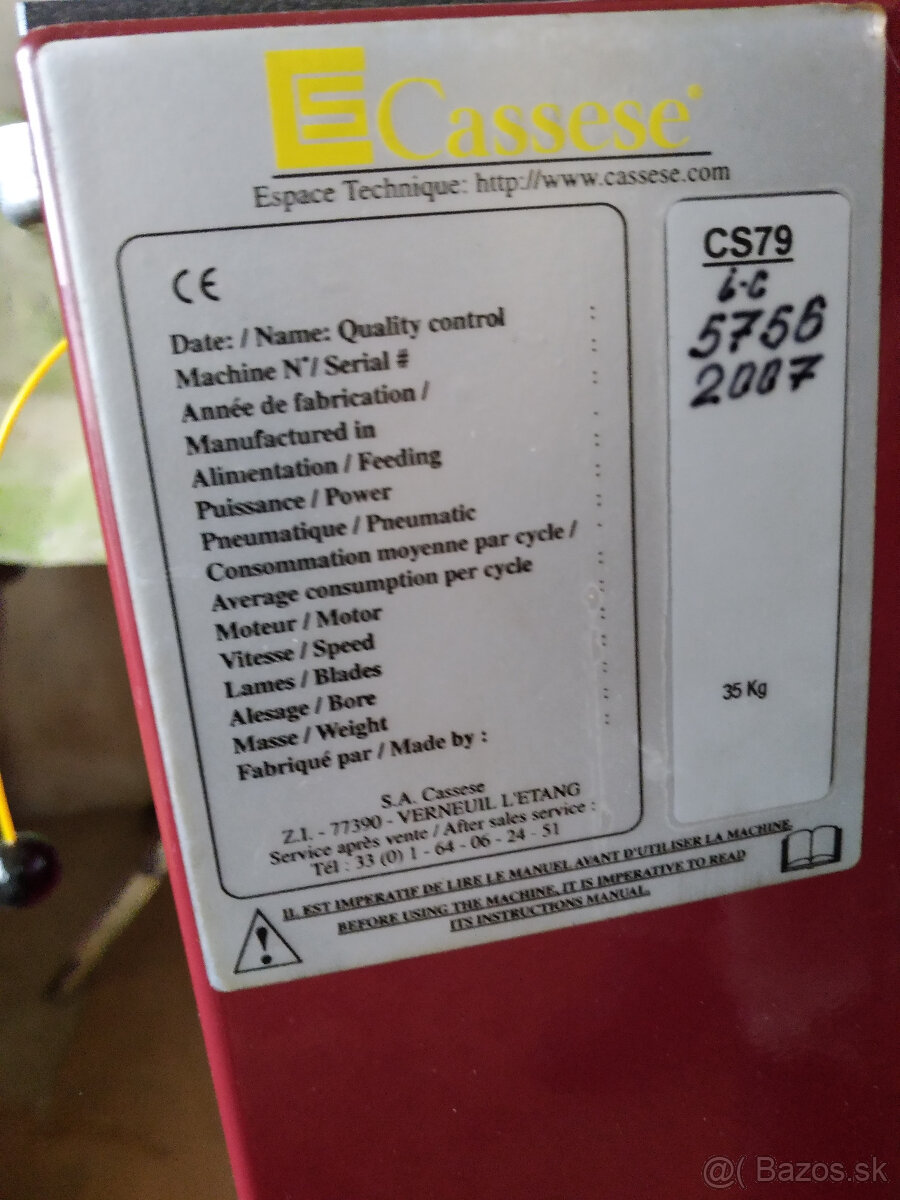 Cassese®
Espace Technique: http://www.cassese.com
CE
Date: / Name: Quality control :
Machine N°/ Serial # :
Année de fabrication / :
Manufactured in
Alimentation / Feeding :
Puissance / Power :
Pneumatique / Pneumatic :
Consommation moyenne par cycle / :
Average consumption per cycle
Moteur / Motor :
Vitesse / Speed :
Lames / Blades :
Alesage / Bore :
Masse / Weight :
Fabriqué par / Made by :
S.A. Cassese
Z.I. - 77390 - VERNEUIL L'ETANG
Service après vente / After sales service :
Tél : 33 (0) 1 - 64 - 06 - 24 - 51
CS79
i-c
5756
2007
35 Kg
IL EST IMPERATIF DE LIRE LE MANUEL AVANT D'UTILISER LA MACHINE
BEFORE USING THE MACHINE, IT IS IMPERATIVE TO READ
ITS INSTRUCTIONS MANUAL.
@( Bazos.sk